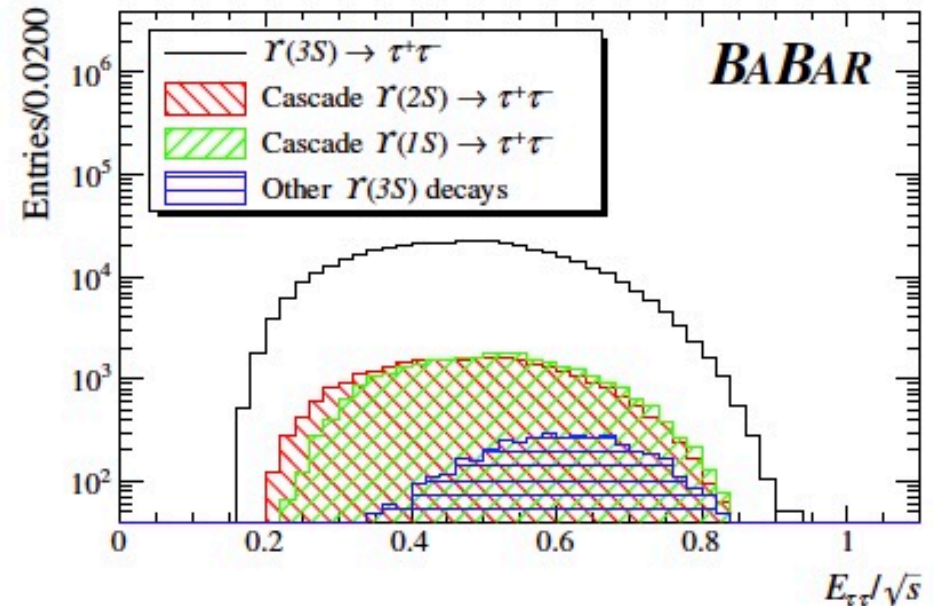 Entries/0.0200
10⁶
10⁵
10⁴
10³
10²
ϒ(3S) → τ⁺τ⁻
Cascade ϒ(2S) → τ⁺τ⁻
Cascade ϒ(1S) → τ⁺τ⁻
Other ϒ(3S) decays
BABAR
0 0.2 0.4 0.6 0.8 1
E_ττ/√s